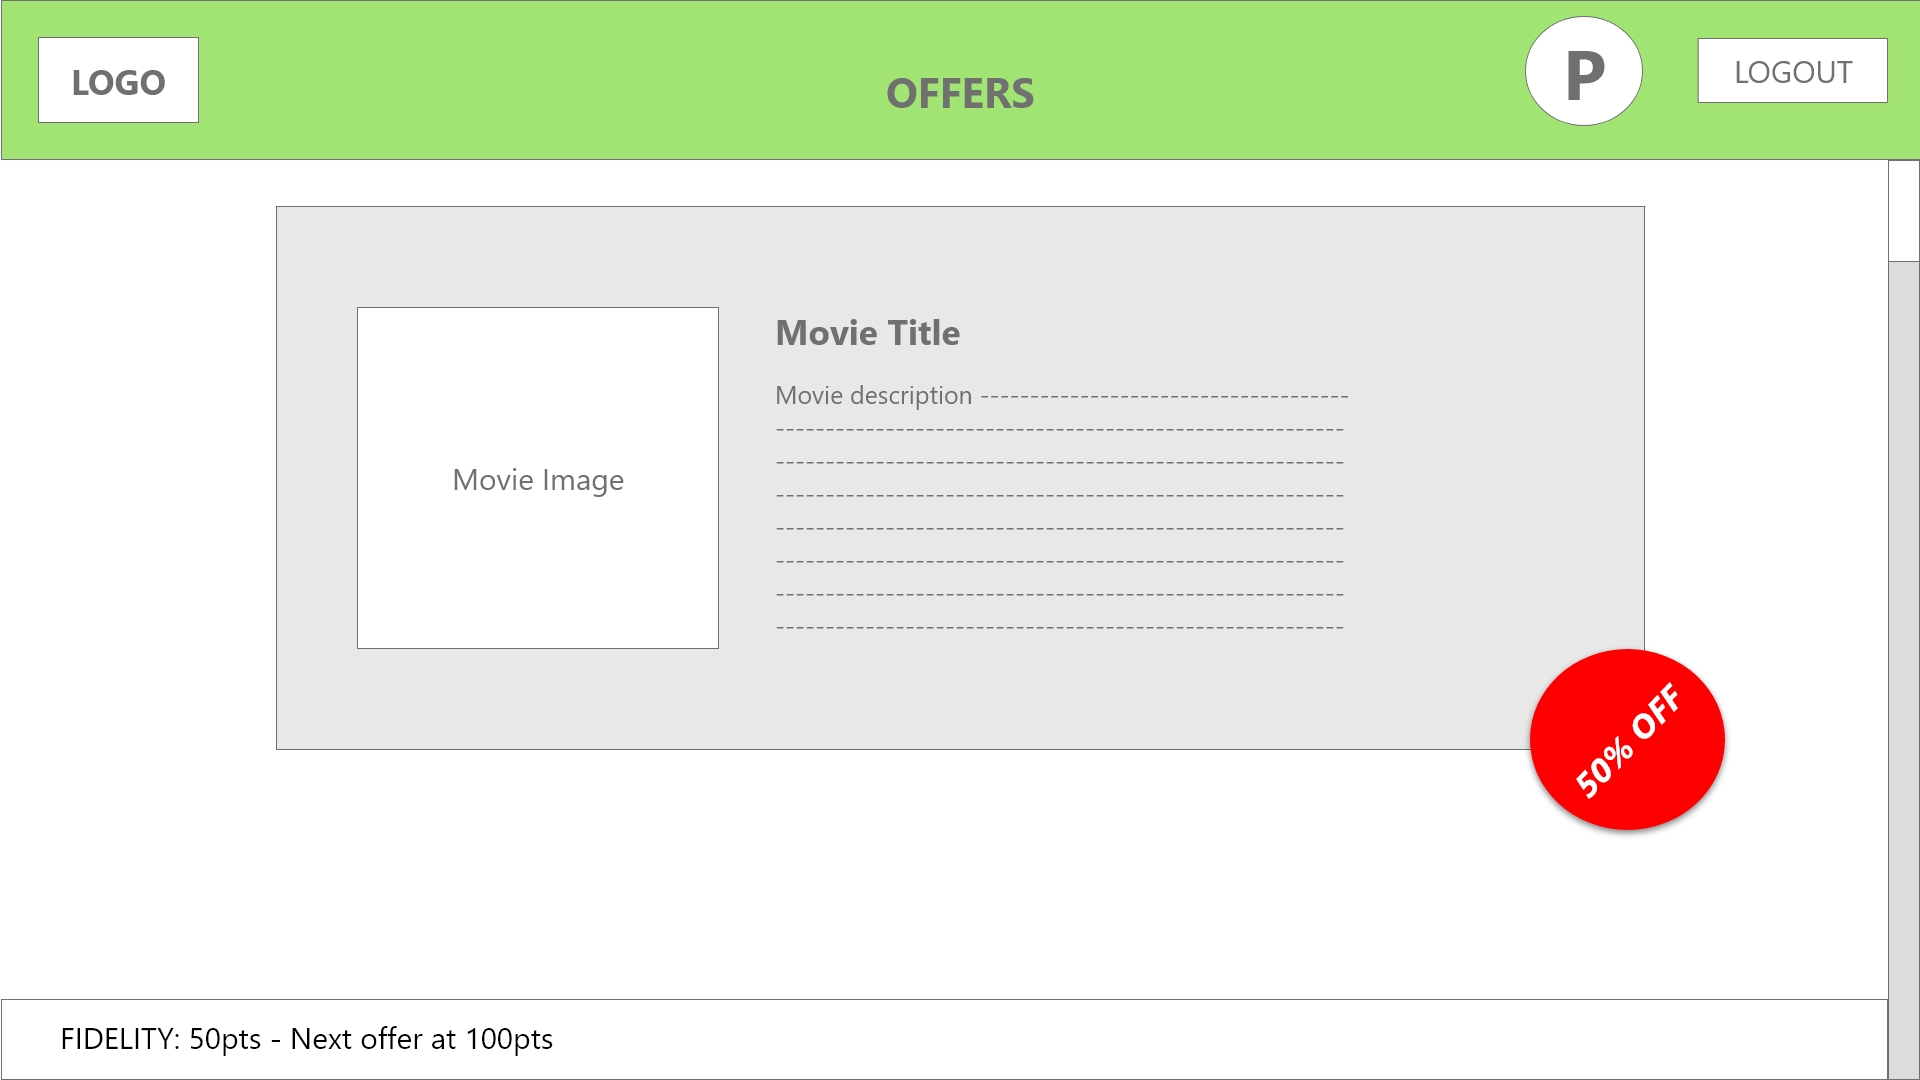 LOGO
OFFERS
P
LOGOUT
Movie Title
Movie description -------------------------------------
---------------------------------------------------------
---------------------------------------------------------
---------------------------------------------------------
---------------------------------------------------------
---------------------------------------------------------
---------------------------------------------------------
---------------------------------------------------------
Movie Image
50% OFF
FIDELITY: 50pts - Next offer at 100pts